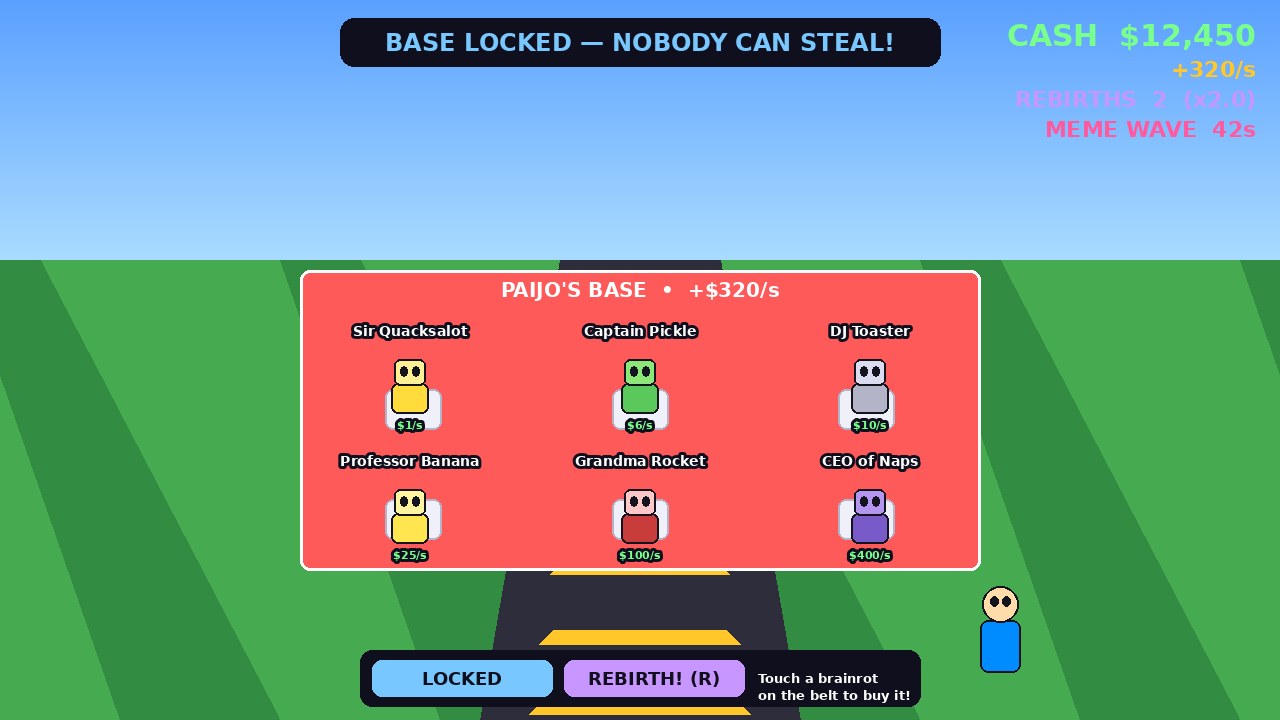 BASE LOCKED — NOBODY CAN STEAL!
CASH $12,450
+320/s
REBIRTHS 2 (x2.0)
MEME WAVE 42s
PAIJO'S BASE • +$320/s
Sir Quacksalot
Captain Pickle
DJ Toaster
$1/s
$6/s
$10/s
Professor Banana
Grandma Rocket
CEO of Naps
$25/s
$100/s
$400/s
LOCKED
REBIRTH! (R)
Touch a brainrot
on the belt to buy it!